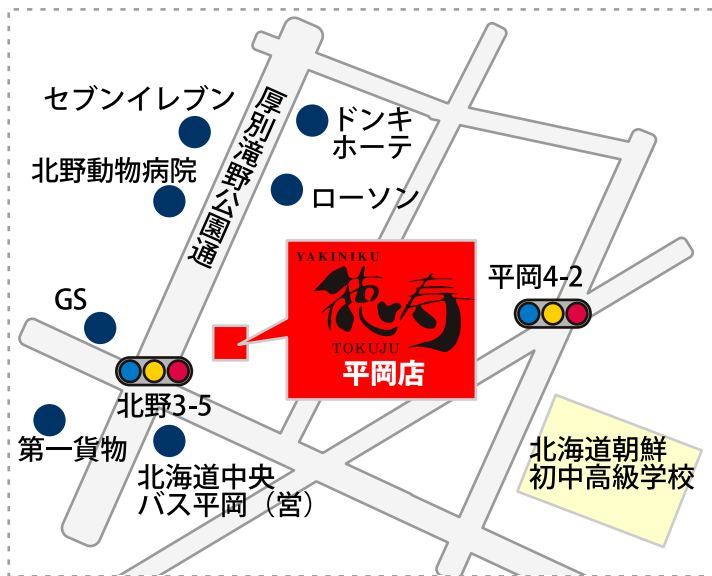 セブンイレブン
北野動物病院
厚別滝野公園通
ドンキ
ホーテ
ローソン
YAKINIKU
徳寿
TOKUJU
平岡店
平岡4-2
GS
北野3-5
第一貨物
北海道中央
バス平岡（営）
北海道朝鮮
初中高級学校